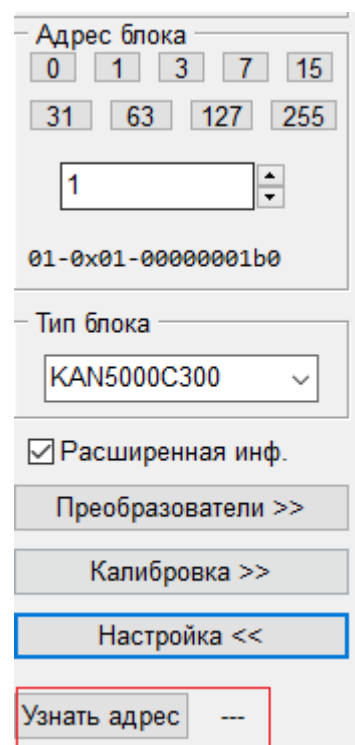 Адрес блока
0 1 3 7 15
31 63 127 255
1
01-0x01-00000001b0
Тип блока
KAN5000C300
Расширенная инф.
Преобразователи >>
Калибровка >>
Настройка <<
Узнать адрес ---